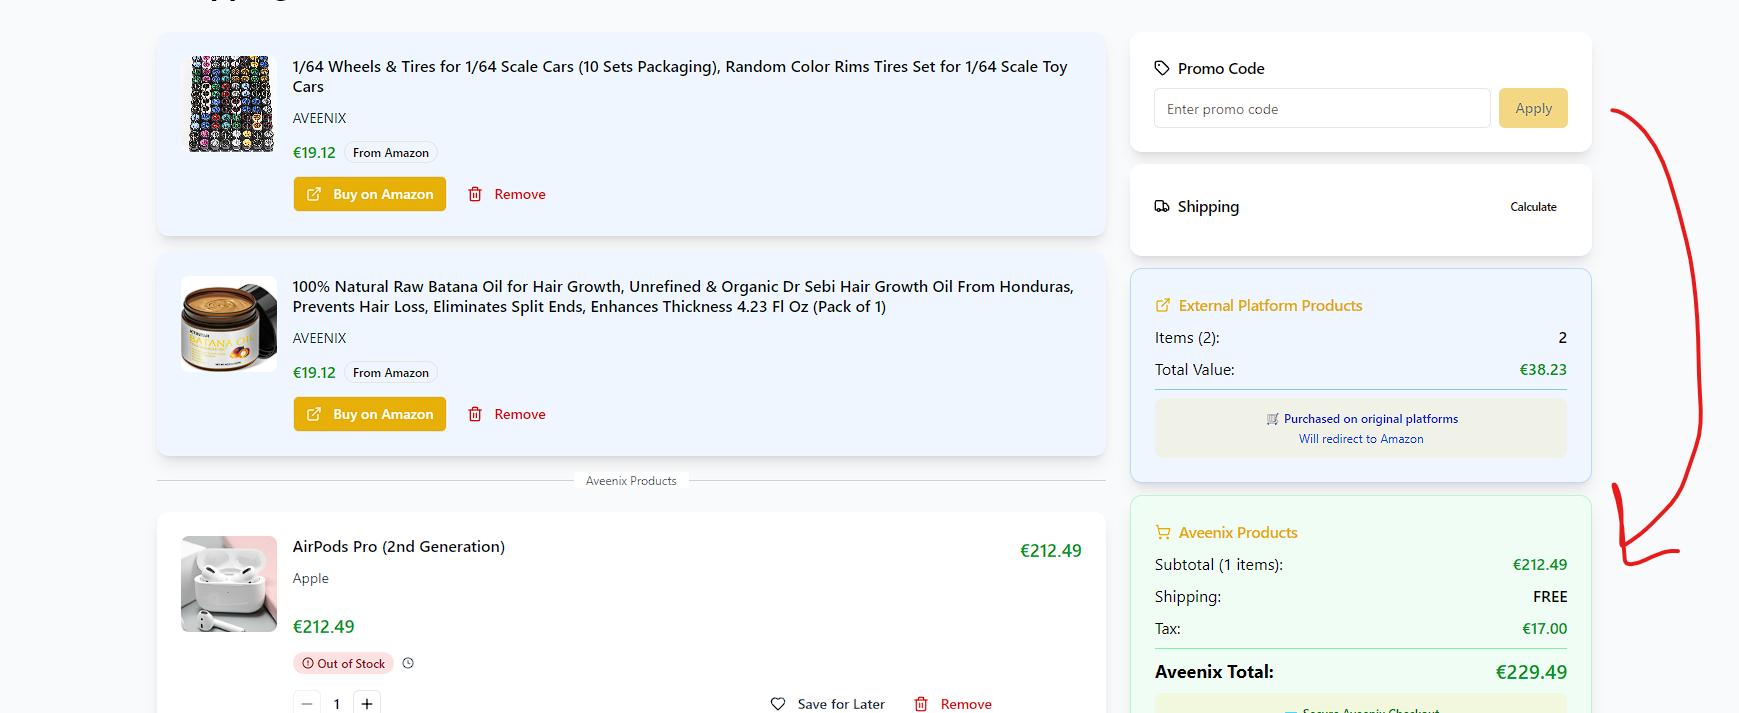 1/64 Wheels & Tires for 1/64 Scale Cars (10 Sets Packaging), Random Color Rims Tires Set for 1/64 Scale Toy
Cars
AVEENIX
€19.12 From Amazon
Buy on Amazon Remove
100% Natural Raw Batana Oil for Hair Growth, Unrefined & Organic Dr Sebi Hair Growth Oil From Honduras,
Prevents Hair Loss, Eliminates Split Ends, Enhances Thickness 4.23 Fl Oz (Pack of 1)
BATANA OIL
AVEENIX
€19.12 From Amazon
Buy on Amazon Remove
Aveenix Products
AirPods Pro (2nd Generation)
€212.49
Apple
€212.49
Out of Stock
1
Save for Later Remove
Promo Code
Enter promo code Apply
Shipping Calculate
External Platform Products
Items (2): 2
Total Value: €38.23
Purchased on original platforms
Will redirect to Amazon
Aveenix Products
Subtotal (1 items): €212.49
Shipping: FREE
Tax: €17.00
Aveenix Total: €229.49
Secure Aveenix Checkout